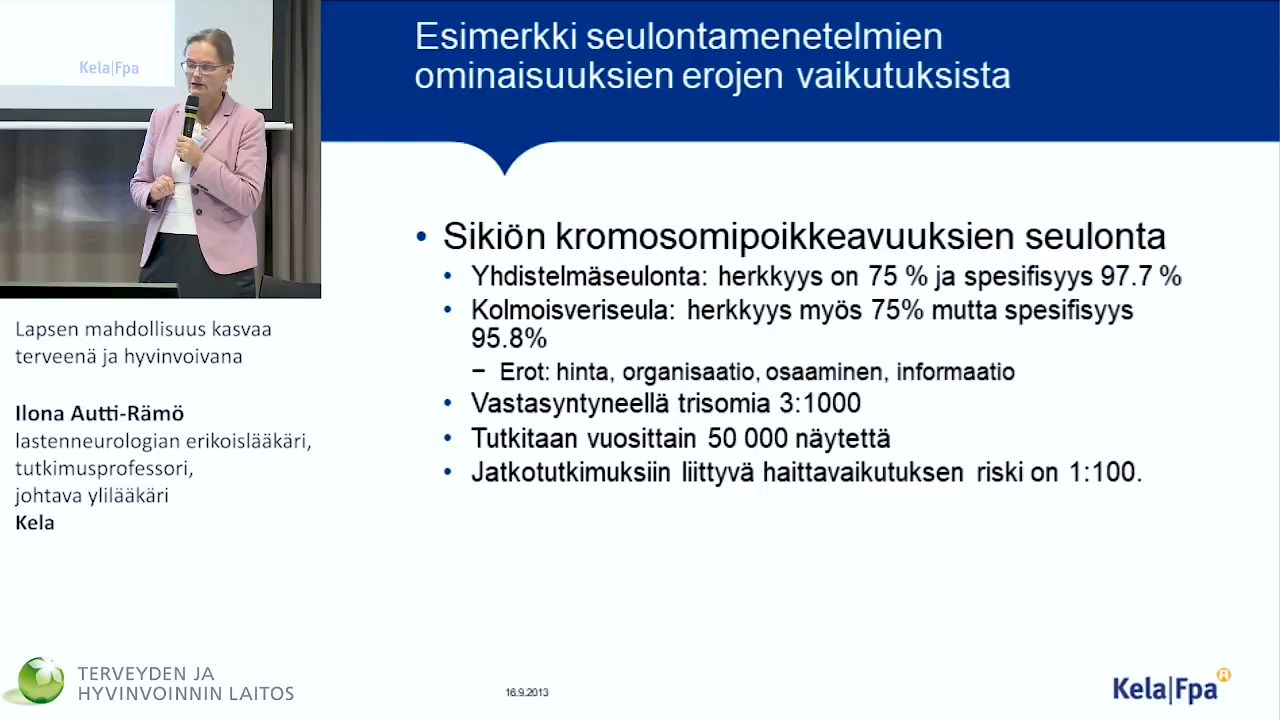 Kela|Fpa
Esimerkki seulontamenetelmien
ominaisuuksien erojen vaikutuksista
• Sikiön kromosomipoikkeavuuksien seulonta
• Yhdistelmäseulonta: herkkyys on 75 % ja spesifisyys 97.7 %
• Kolmoisveriseula: herkkyys myös 75% mutta spesifisyys
95.8%
– Erot: hinta, organisaatio, osaaminen, informaatio
• Vastasyntyneellä trisomia 3:1000
• Tutkitaan vuosittain 50 000 näytettä
• Jatkotutkimuksiin liittyvä haittavaikutuksen riski on 1:100.
Lapsen mahdollisuus kasvaa
terveenä ja hyvinvoivana
Ilona Autti-Rämö
lastenneurologian erikoislääkäri,
tutkimusprofessori,
johtava ylilääkäri
Kela
TERVEYDEN JA
HYVINVOINNIN LAITOS
16.9.2013
Kela|Fpa